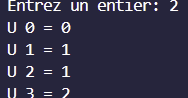 Entrez un entier: 2
U 0 = 0
U 1 = 1
U 2 = 1
U 3 = 2